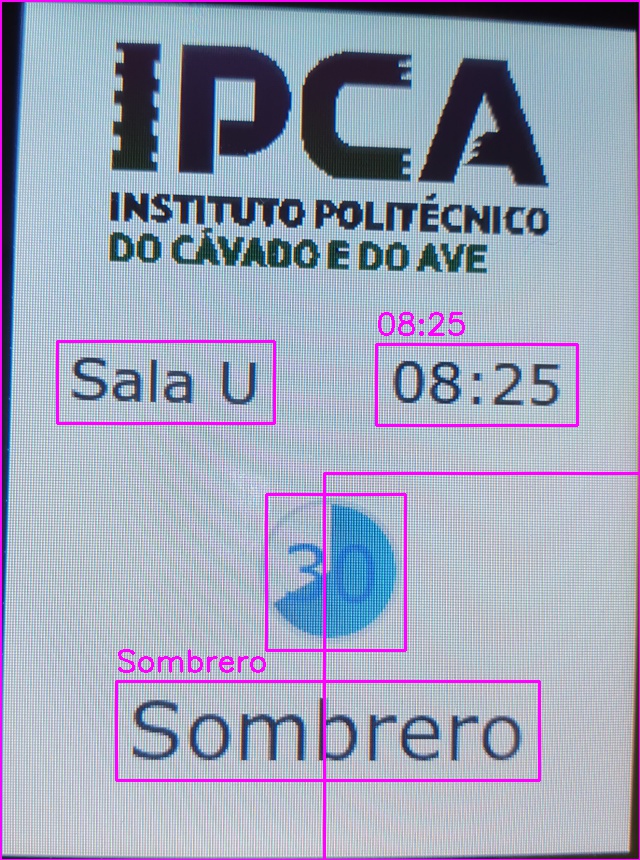 IPCA
INSTITUTO POLITÉCNICO
DO CÁVADO E DO AVE
08:25
Sala U 08:25
30
Sombrero
Sombrero